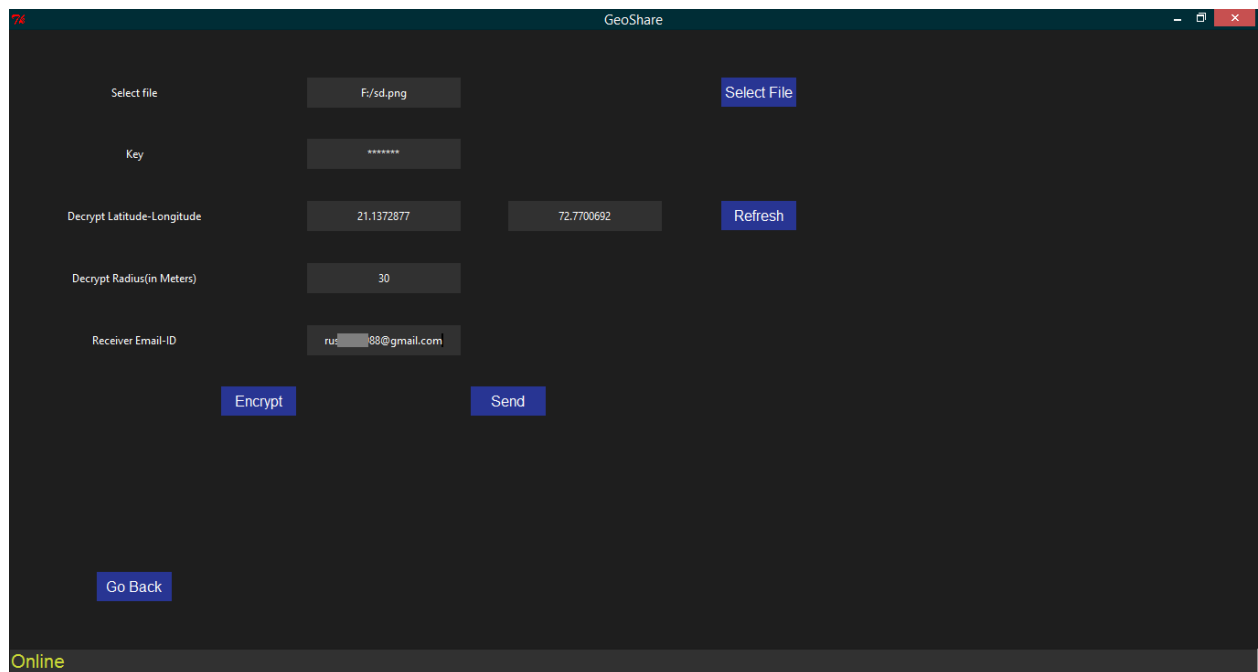 GeoShare
Select file F:/sd.png Select File
Key *******
Decrypt Latitude-Longitude 21.1372877 72.7700692 Refresh
Decrypt Radius(in Meters) 30
Receiver Email-ID rus 88@gmail.com
Encrypt Send
Go Back
Online